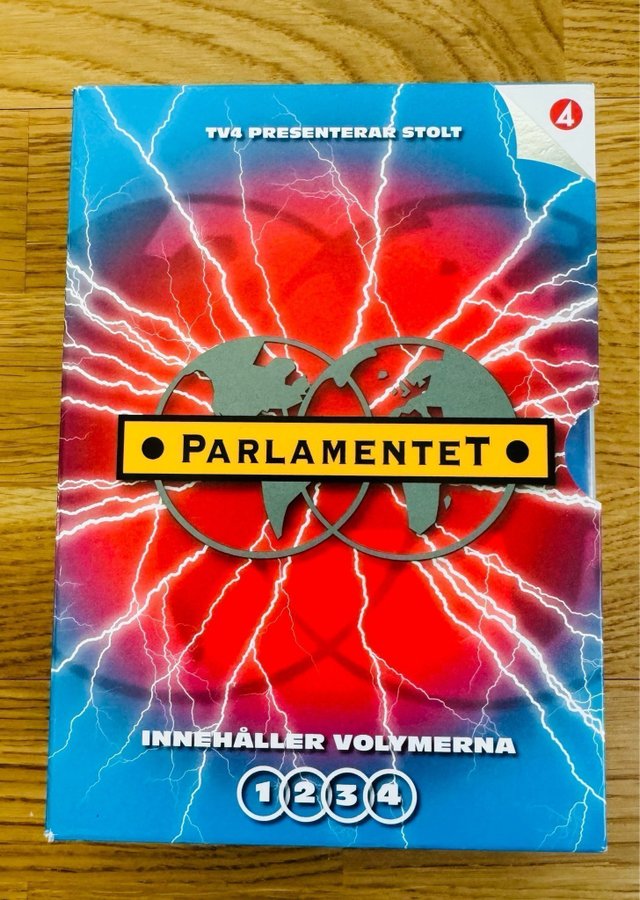 TV4 PRESENTERAR STOLT
4
• PARLAMENTET •
INNEHÅLLER VOLYMERNA
1 2 3 4